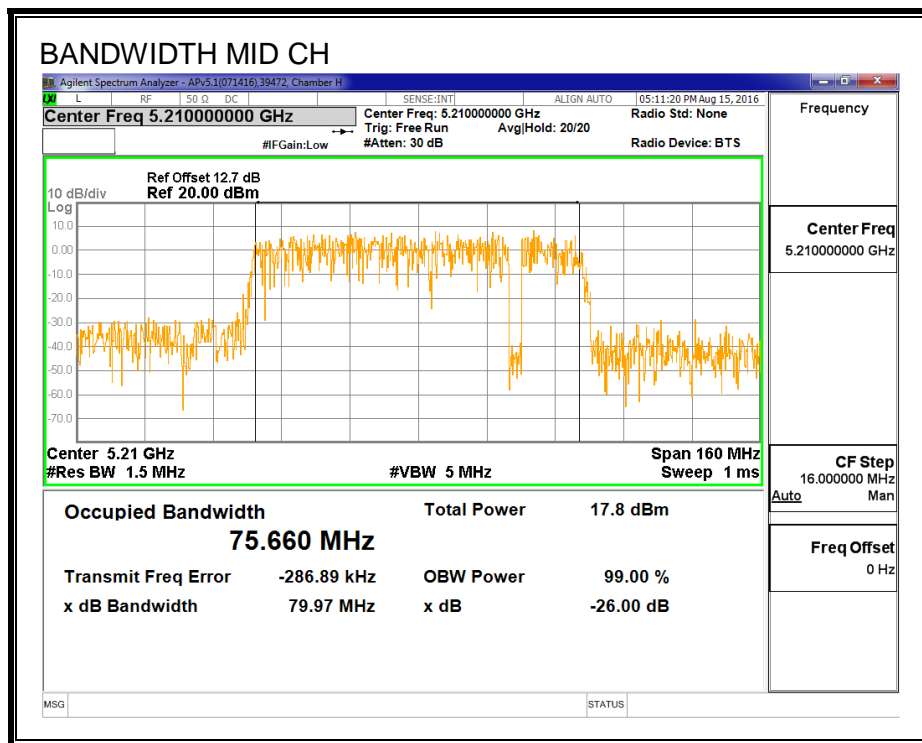 BANDWIDTH MID CH
Agilent Spectrum Analyzer - APv5.1(071416),39472, Chamber H
LXI L RF 50 Ω DC SENSE:INT ALIGN AUTO 05:11:20 PM Aug 15, 2016
Center Freq 5.210000000 GHz
Center Freq: 5.210000000 GHz
Radio Std: None
Trig: Free Run Avg|Hold: 20/20
#IFGain:Low #Atten: 30 dB Radio Device: BTS
Ref Offset 12.7 dB
10 dB/div Ref 20.00 dBm
Log
10.0
0.00
-10.0
-20.0
-30.0
-40.0
-50.0
-60.0
-70.0
Center 5.21 GHz Span 160 MHz
#Res BW 1.5 MHz #VBW 5 MHz Sweep 1 ms
Occupied Bandwidth Total Power 17.8 dBm
75.660 MHz
Transmit Freq Error -286.89 kHz OBW Power 99.00 %
x dB Bandwidth 79.97 MHz x dB -26.00 dB
MSG STATUS
Frequency
Center Freq
5.210000000 GHz
CF Step
16.000000 MHz
Auto Man
Freq Offset
0 Hz